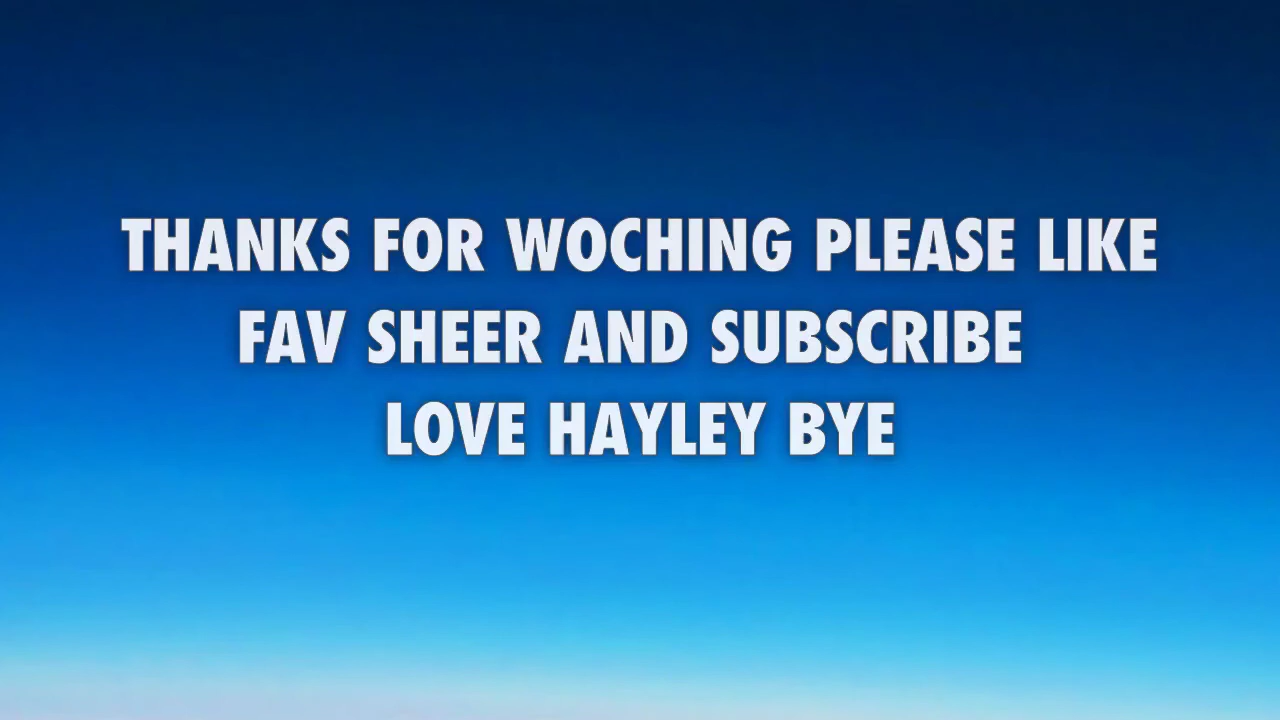 THANKS FOR WOCHING PLEASE LIKE
FAV SHEER AND SUBSCRIBE
LOVE HAYLEY BYE